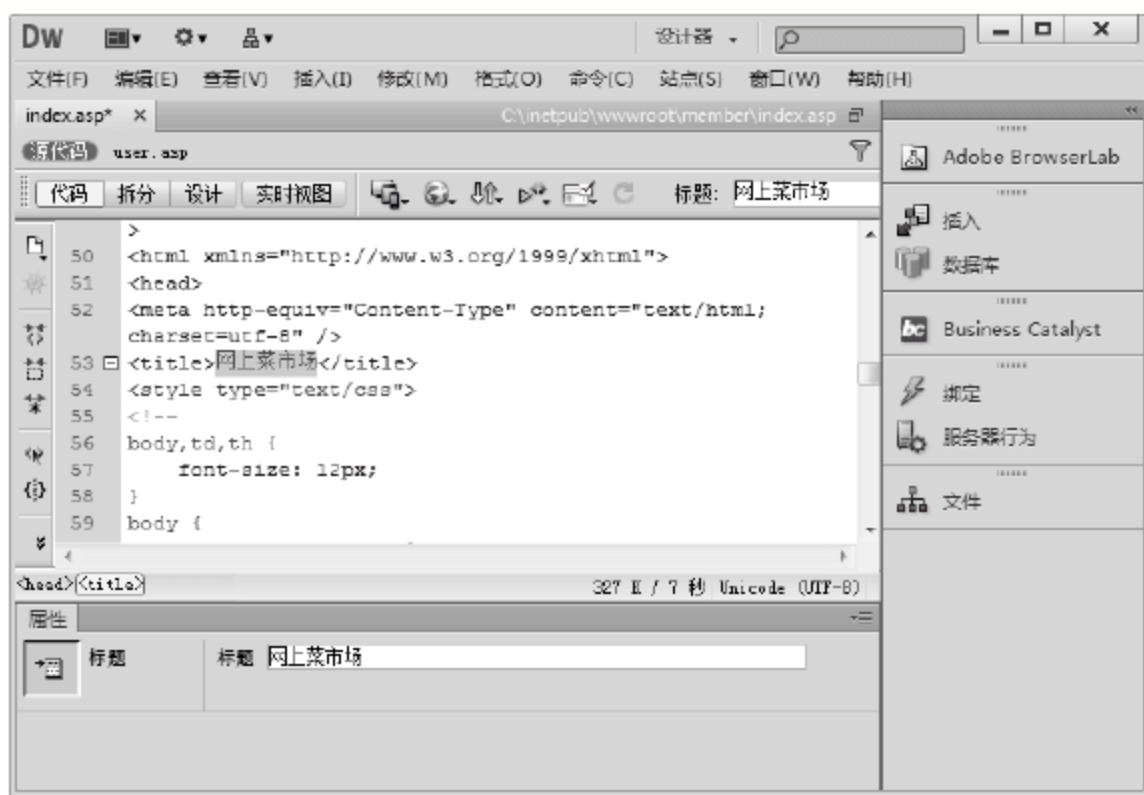 Dw 设计器
文件(F) 编辑(E) 查看(V) 插入(I) 修改(M) 格式(O) 命令(C) 站点(S) 窗口(W) 帮助(H)
index.asp* × C:\inetpub\wwwroot\member\index.asp
源代码 user.asp
Adobe BrowserLab
代码 拆分 设计 实时视图 标题: 网上菜市场
插入
数据库
Business Catalyst
绑定
服务器行为
文件
>
50 <html xmlns="http://www.w3.org/1999/xhtml">
51 <head>
52 <meta http-equiv="Content-Type" content="text/html;
charset=utf-8" />
53 <title>网上菜市场</title>
54 <style type="text/css">
55 <!--
56 body,td,th {
57 font-size: 12px;
58 }
59 body {
<head><title> 327 K / 7 秒 Unicode (UTF-8)
属性
标题 标题 网上菜市场